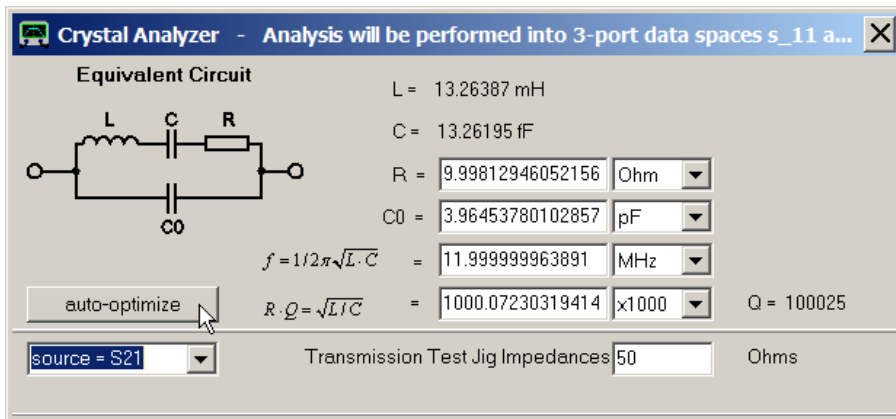 Crystal Analyzer - Analysis will be performed into 3-port data spaces s_11 a...
Equivalent Circuit
L = 13.26387 mH
L C R
C = 13.26195 fF
R = 9.99812946052156 Ohm
C0 = 3.96453780102857 pF
C0
f = 1/2π√L·C = 11.999999963891 MHz
auto-optimize R·Q = √L/C = 1000.07230319414 x1000 Q = 100025
source = S21 Transmission Test Jig Impedances 50 Ohms